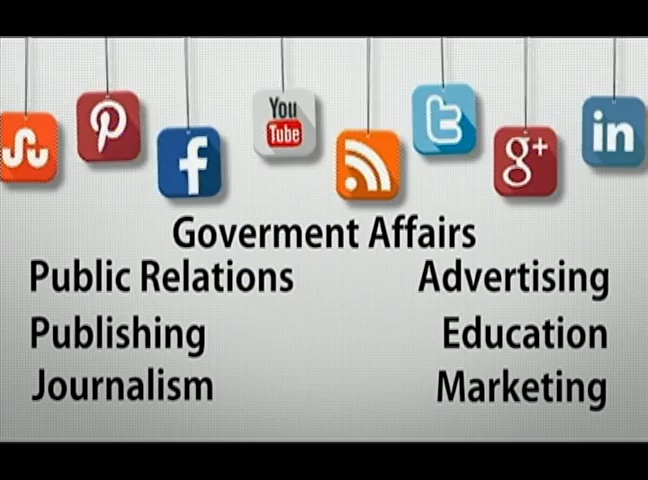 You
Tube
g+
in
Goverment Affairs
Public Relations Advertising
Publishing Education
Journalism Marketing